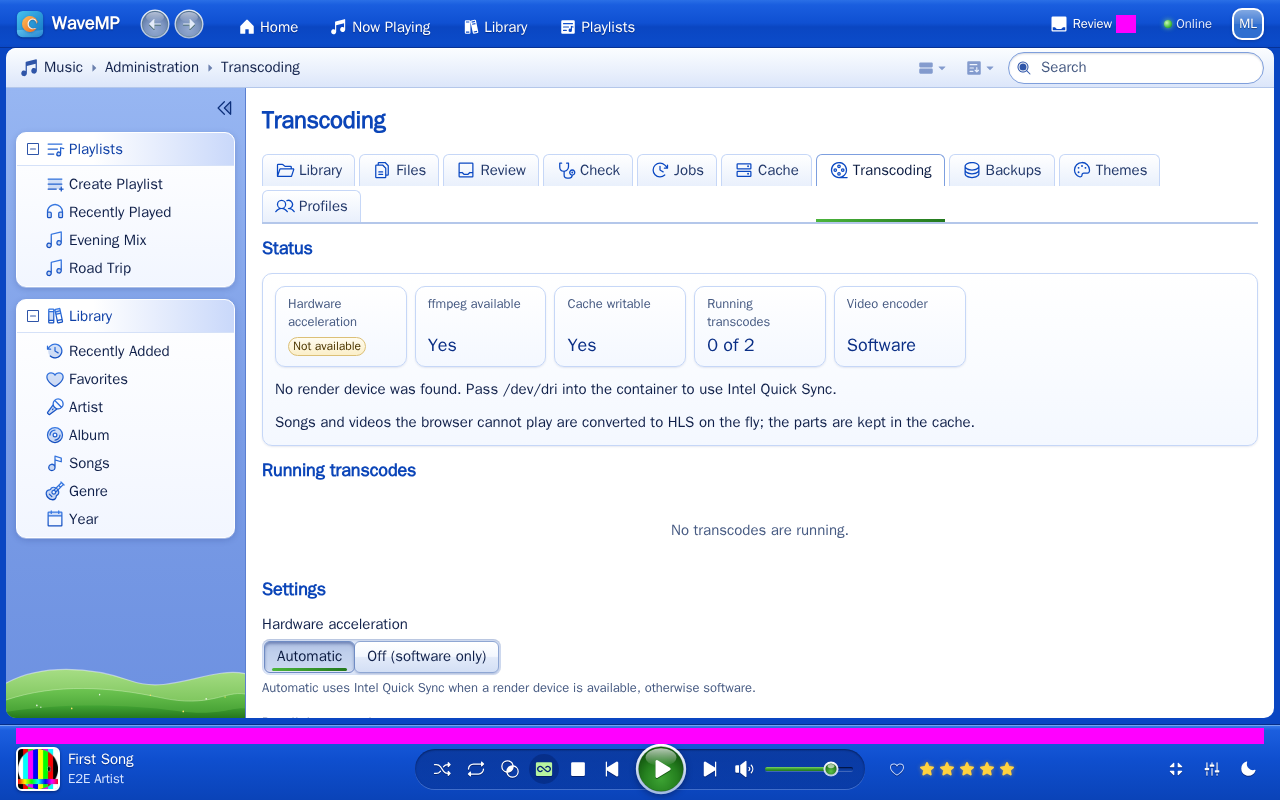 WaveMP
Home
Now Playing
Library
Playlists
Review
Online
ML
Music
Administration
Transcoding
Search
Playlists
Create Playlist
Recently Played
Evening Mix
Road Trip
Library
Recently Added
Favorites
Artist
Album
Songs
Genre
Year
Transcoding
Library
Files
Review
Check
Jobs
Cache
Transcoding
Backups
Themes
Profiles
Status
Hardware
acceleration
Not available
ffmpeg available
Yes
Cache writable
Yes
Running
transcodes
0 of 2
Video encoder
Software
No render device was found. Pass /dev/dri into the container to use Intel Quick Sync.
Songs and videos the browser cannot play are converted to HLS on the fly; the parts are kept in the cache.
Running transcodes
No transcodes are running.
Settings
Hardware acceleration
Automatic
Off (software only)
Automatic uses Intel Quick Sync when a render device is available, otherwise software.
First Song
E2E Artist